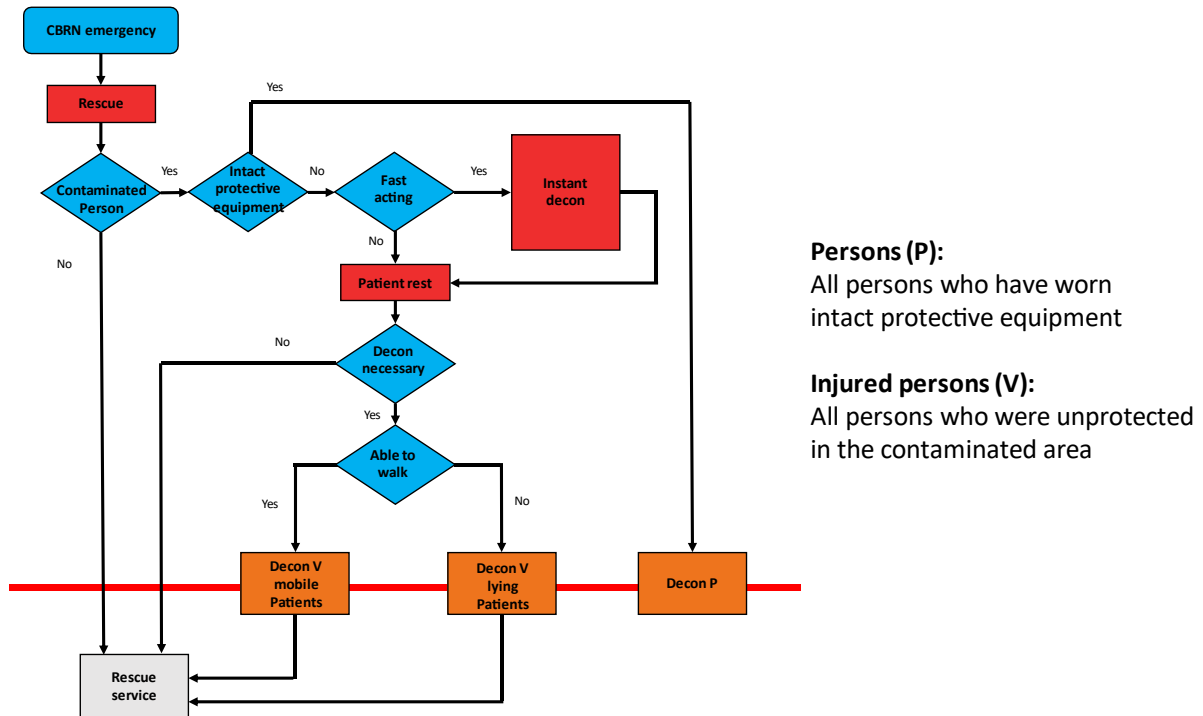 CBRN emergency
Yes
Rescue
Contaminated
Person
Yes
Intact
protective
equipment
No
Fast
acting
Yes
Instant
decon
No
No
Patient rest
No
Decon
necessary
Yes
Able to
walk
Yes
No
Decon V
mobile
Patients
Decon V
lying
Patients
Decon P
Rescue
service
Persons (P):
All persons who have worn
intact protective equipment
Injured persons (V):
All persons who were unprotected
in the contaminated area